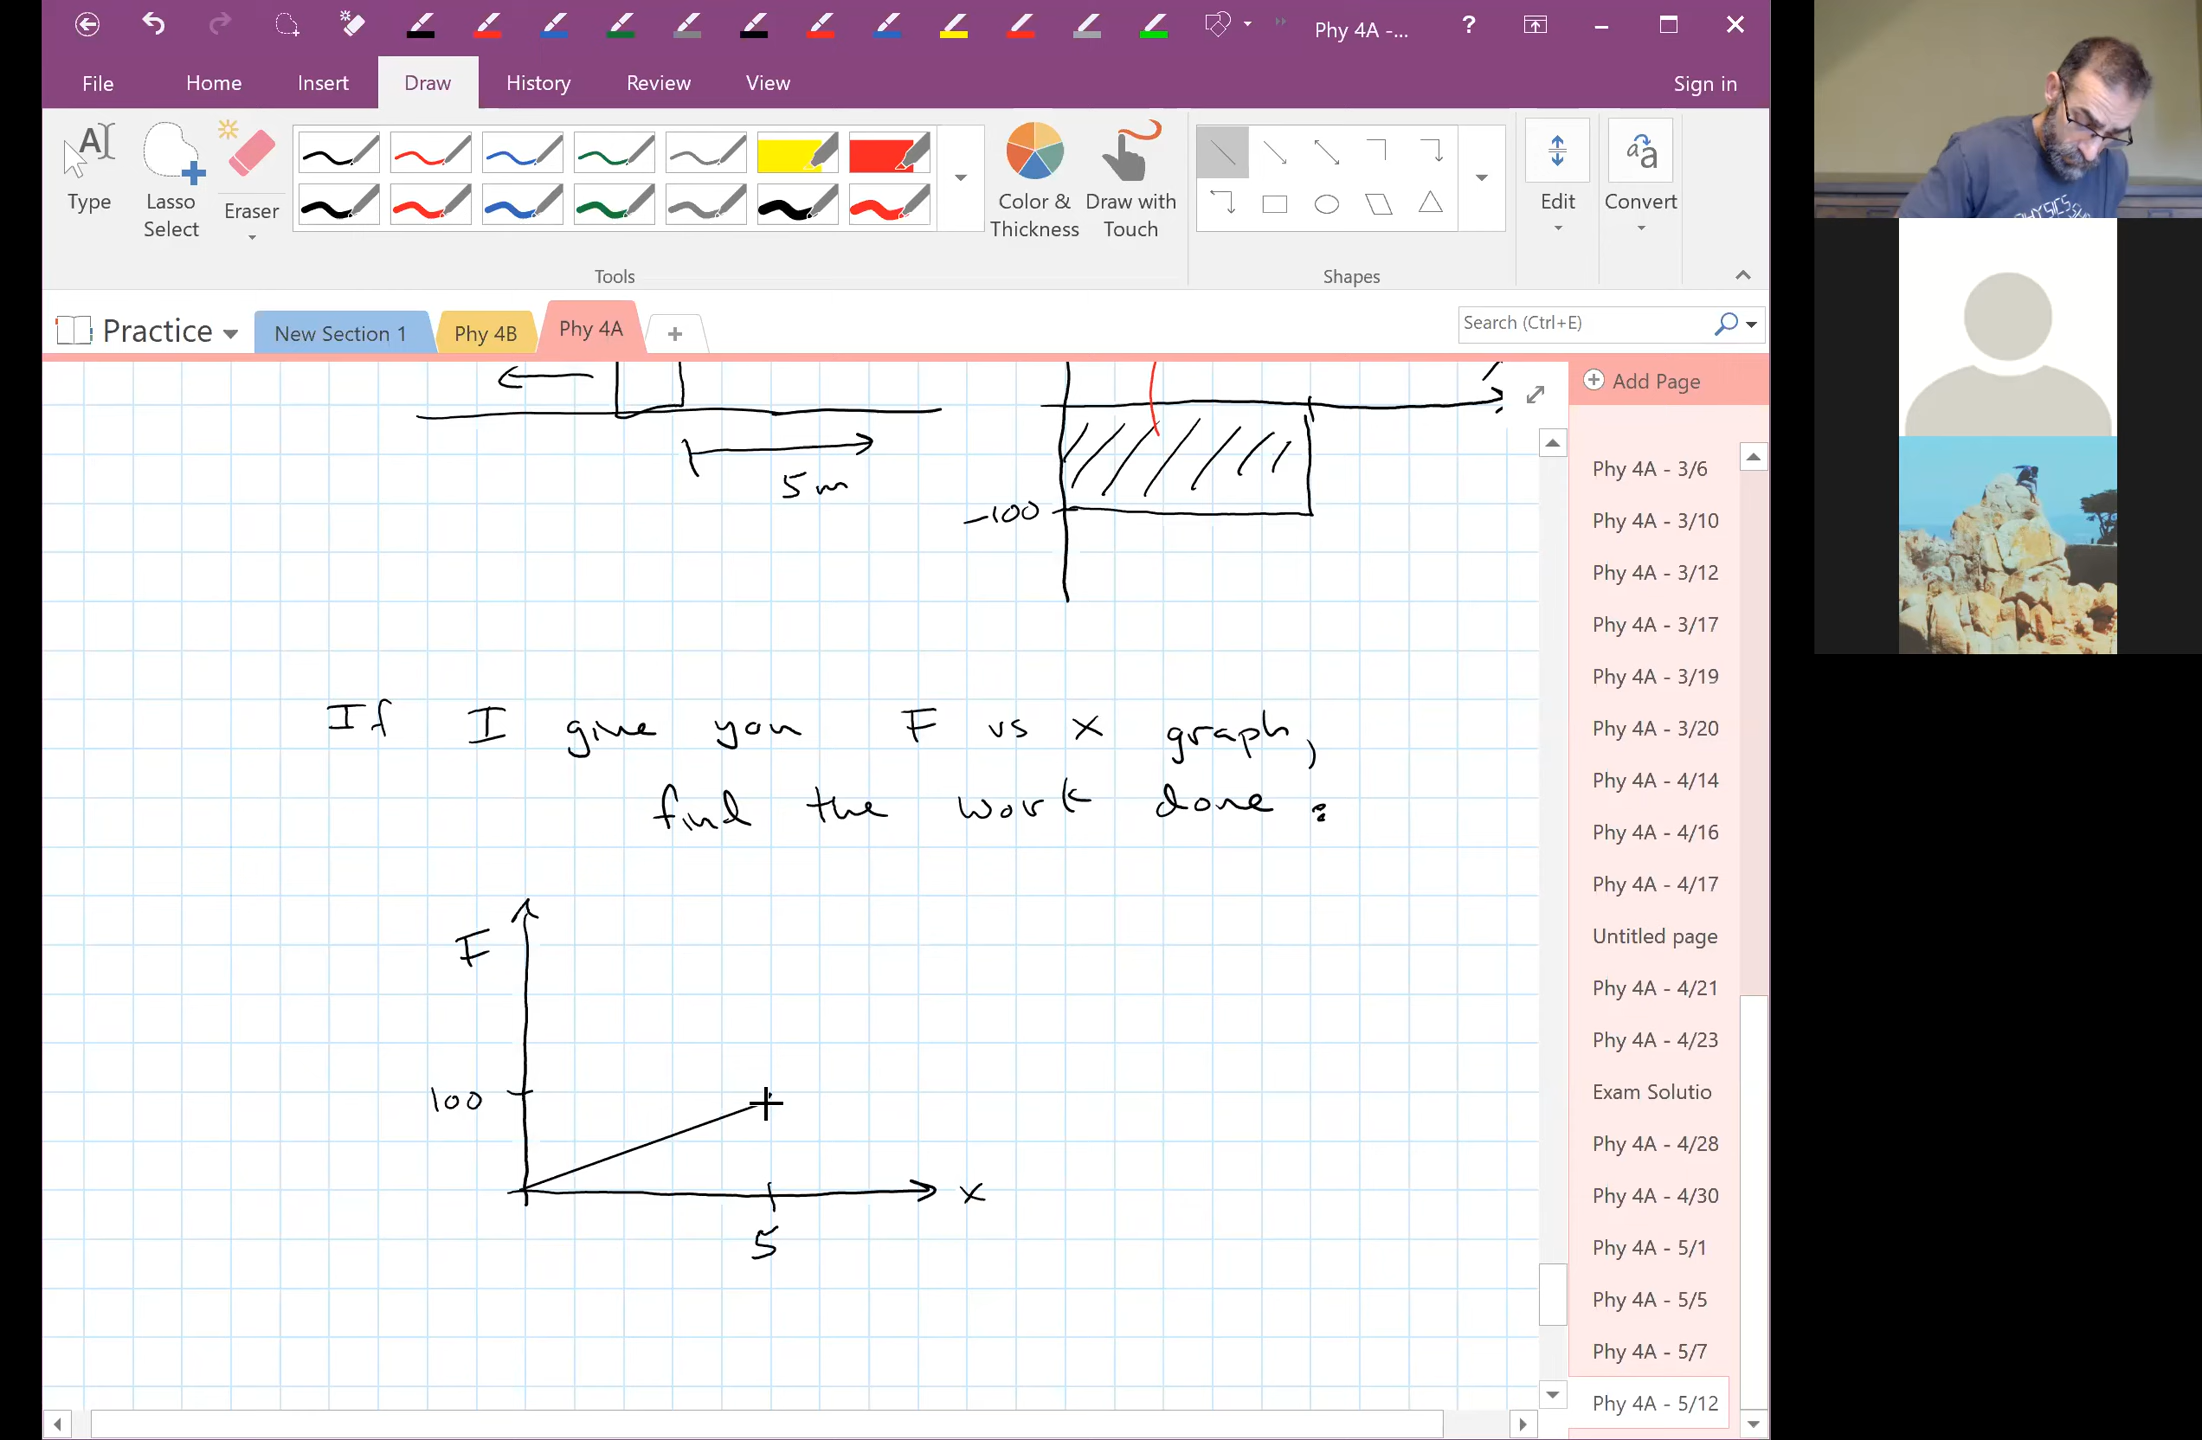 Phy 4A -...
?
File Home Insert Draw History Review View Sign in
Type
Lasso Select
Eraser
Color & Thickness
Draw with Touch
Edit
Convert
Tools
Shapes
Practice
New Section 1
Phy 4B
Phy 4A
Search (Ctrl+E)
5 m
-100
If I give you F vs x graph,
find the work done :
F
100
x
5
Add Page
Phy 4A - 3/6
Phy 4A - 3/10
Phy 4A - 3/12
Phy 4A - 3/17
Phy 4A - 3/19
Phy 4A - 3/20
Phy 4A - 4/14
Phy 4A - 4/16
Phy 4A - 4/17
Untitled page
Phy 4A - 4/21
Phy 4A - 4/23
Exam Solutio
Phy 4A - 4/28
Phy 4A - 4/30
Phy 4A - 5/1
Phy 4A - 5/5
Phy 4A - 5/7
Phy 4A - 5/12
PHYSICS